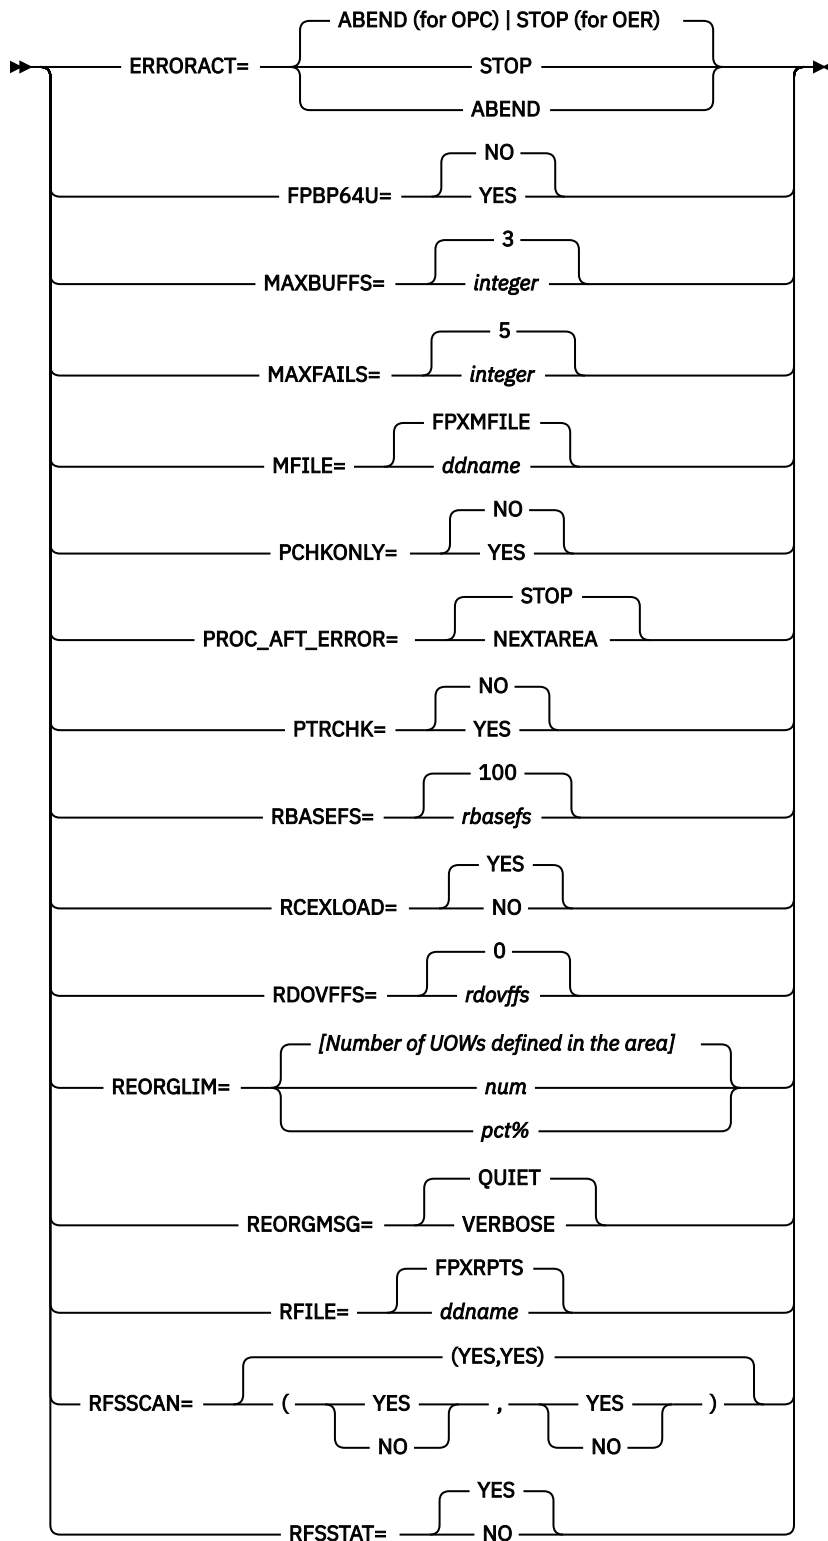 ABEND (for OPC) | STOP (for OER)
ERRORACT= STOP
ABEND
NO
FPBP64U= YES
3
MAXBUFFS= integer
5
MAXFAILS= integer
FPXMFILE
MFILE= ddname
NO
PCHKONLY= YES
STOP
PROC_AFT_ERROR= NEXTAREA
NO
PTRCHK= YES
100
RBASEFS= rbasefs
YES
RCEXLOAD= NO
0
RDOVFFS= rdovffs
[Number of UOWs defined in the area]
REORGLIM= num
pct%
QUIET
REORGMSG= VERBOSE
FPXRPTS
RFILE= ddname
(YES,YES)
RFSSCAN= ( YES , YES )
NO NO
YES
RFSSTAT= NO